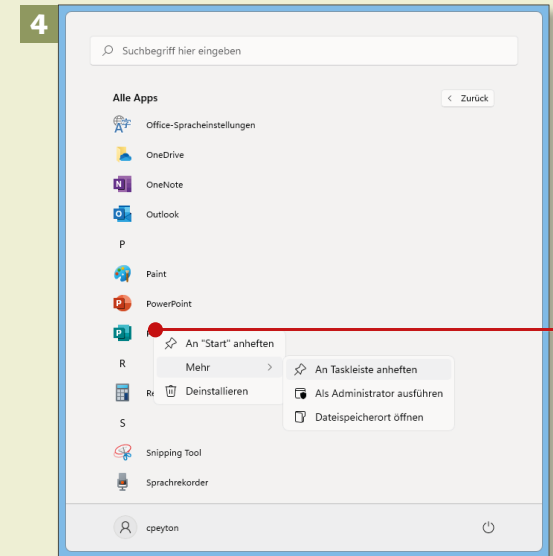 4
Suchbegriff hier eingeben
Alle Apps
Zurück
Office-Spracheinstellungen
OneDrive
OneNote
Outlook
P
Paint
PowerPoint
An "Start" anheften
R
Mehr
An Taskleiste anheften
Deinstallieren
Als Administrator ausführen
S
Dateispeicherort öffnen
Snipping Tool
Sprachrekorder
cpeyton